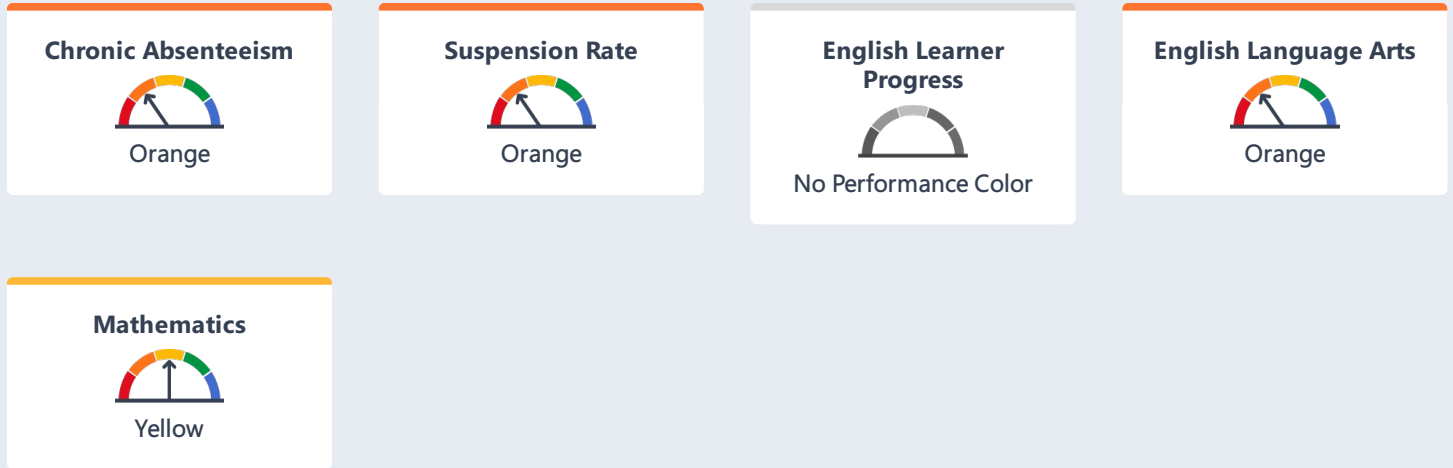 Chronic Absenteeism
Orange
Suspension Rate
Orange
English Learner
Progress
No Performance Color
English Language Arts
Orange
Mathematics
Yellow